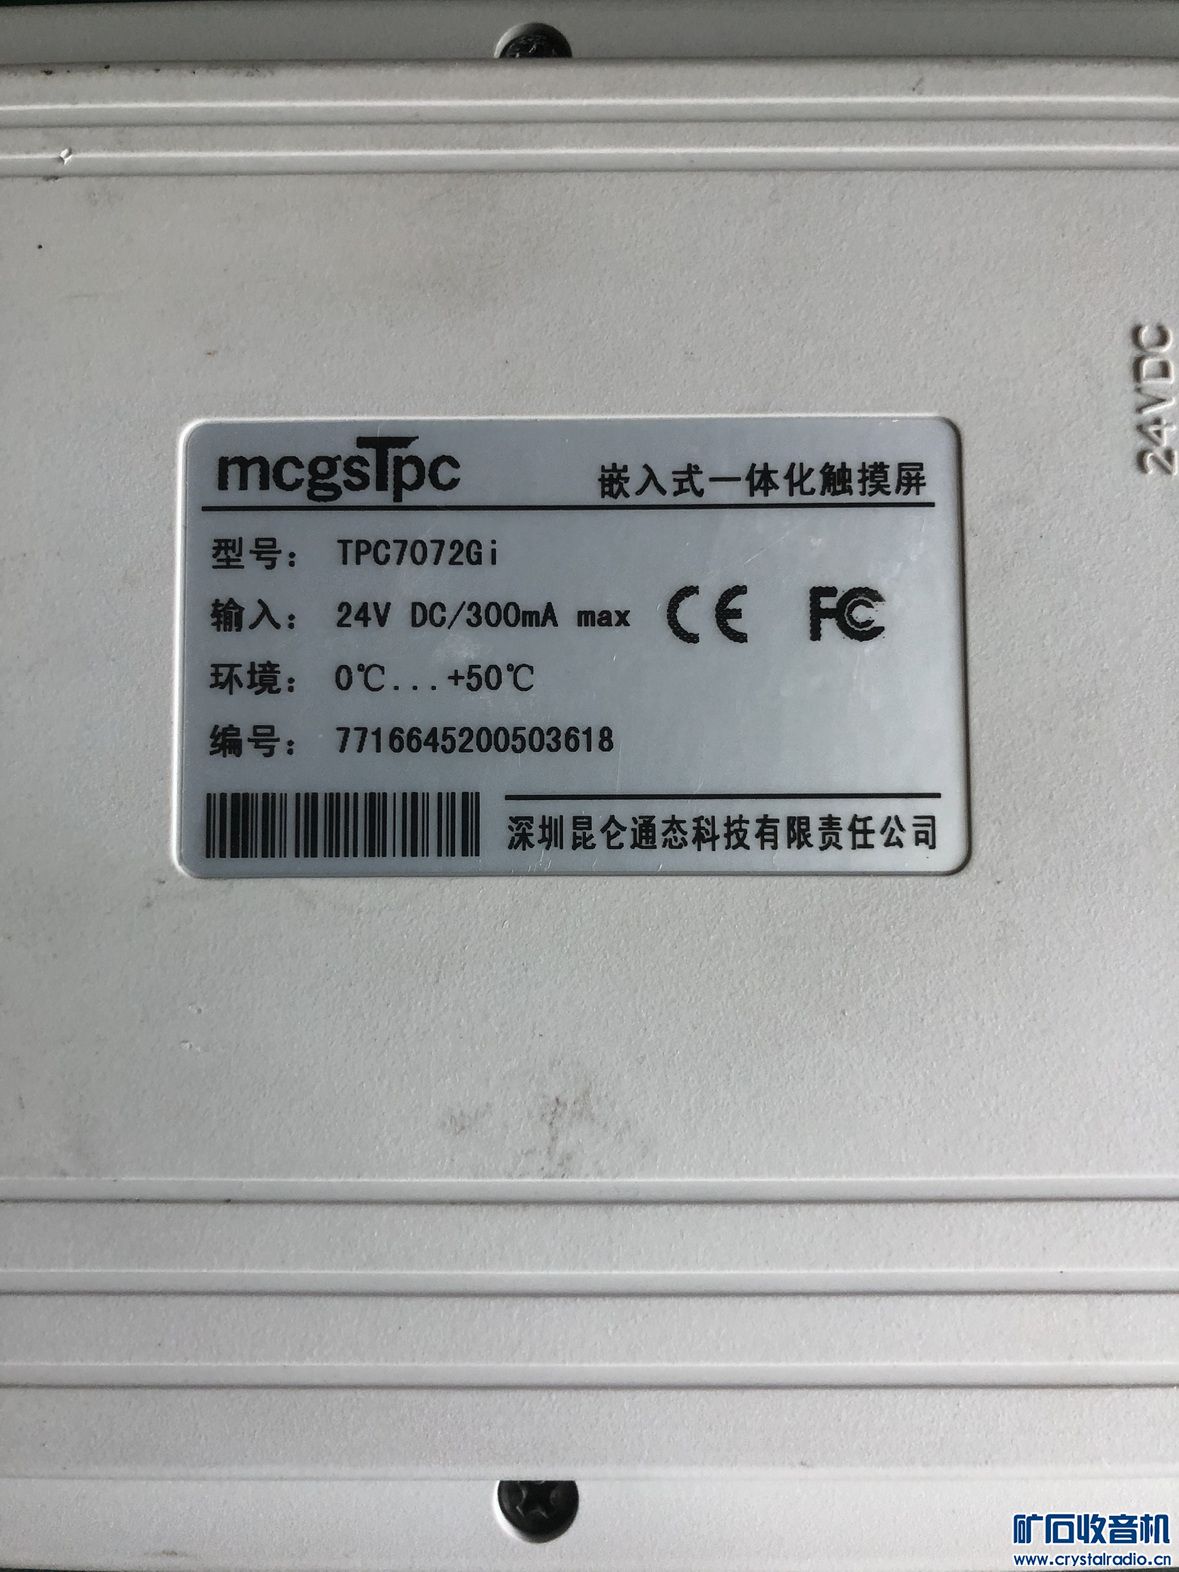 24VDC
mcgsTpc 嵌入式一体化触摸屏
型号： TPC7072Gi
输入： 24V DC/300mA max CE FC
环境： 0℃...+50℃
编号： 7716645200503618
深圳昆仑通态科技有限责任公司
矿石收音机
www.crystalradio.cn